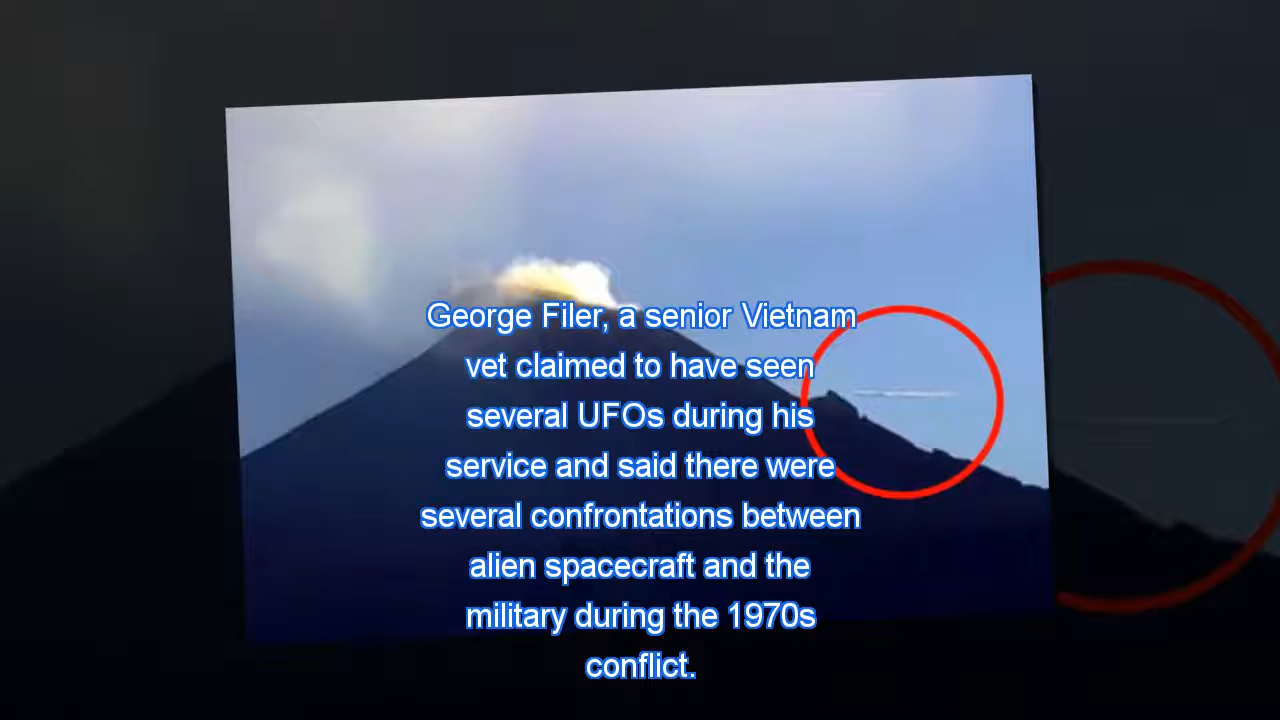 George Filer, a senior Vietnam
vet claimed to have seen
several UFOs during his
service and said there were
several confrontations between
alien spacecraft and the
military during the 1970s
conflict.